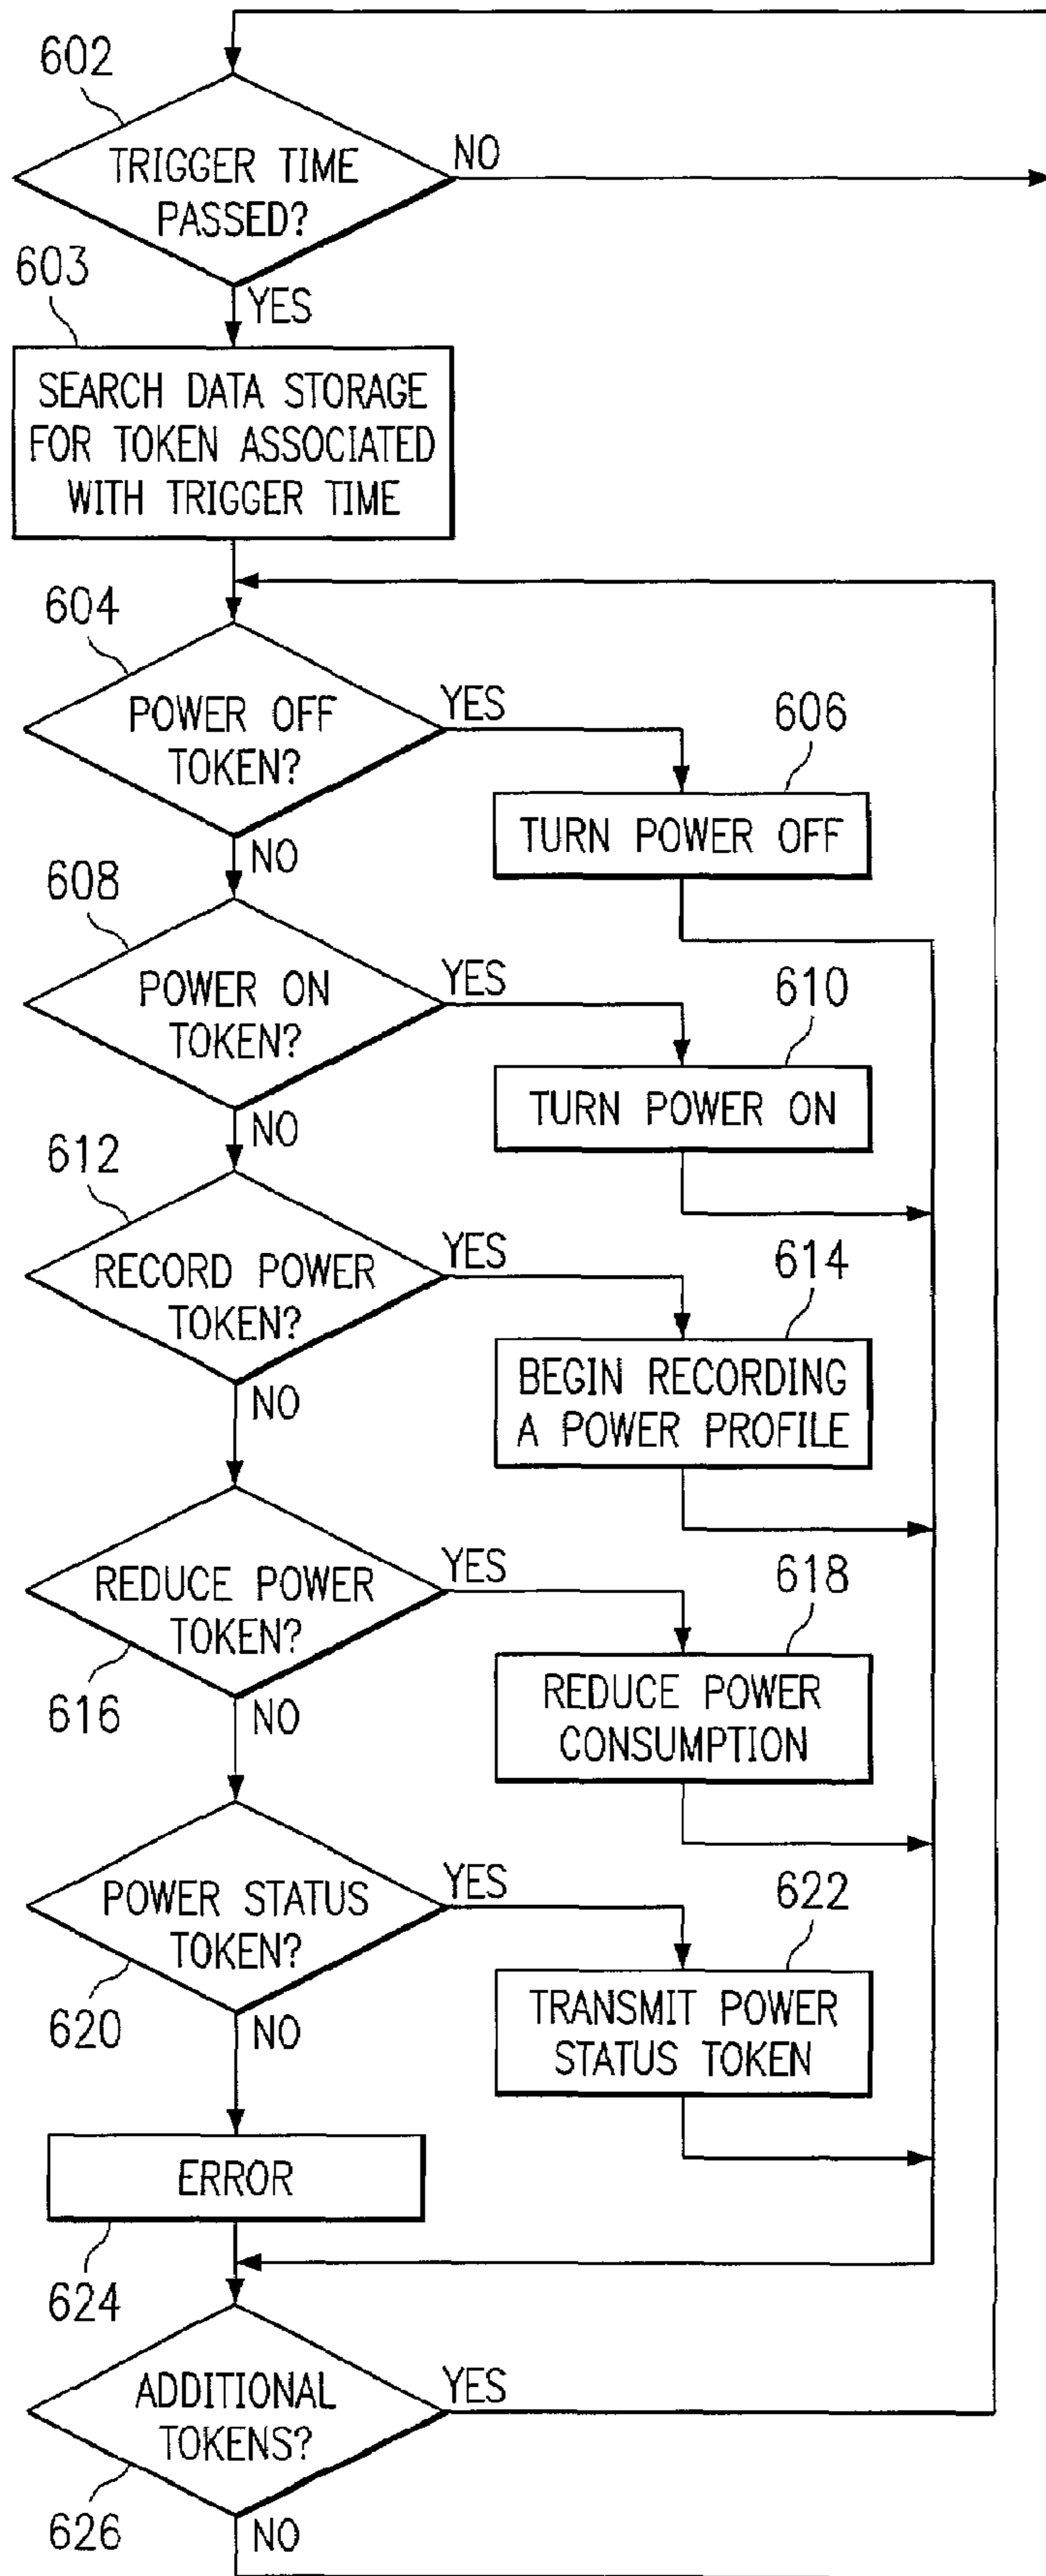 602
TRIGGER TIME
PASSED?
NO
603
YES
SEARCH DATA STORAGE
FOR TOKEN ASSOCIATED
WITH TRIGGER TIME
604
POWER OFF
TOKEN?
YES
606
TURN POWER OFF
NO
608
POWER ON
TOKEN?
YES
610
TURN POWER ON
NO
612
RECORD POWER
TOKEN?
YES
614
BEGIN RECORDING
A POWER PROFILE
NO
REDUCE POWER
TOKEN?
616
YES
618
REDUCE POWER
CONSUMPTION
NO
POWER STATUS
TOKEN?
620
YES
622
TRANSMIT POWER
STATUS TOKEN
NO
ERROR
624
ADDITIONAL
TOKENS?
626
YES
NO